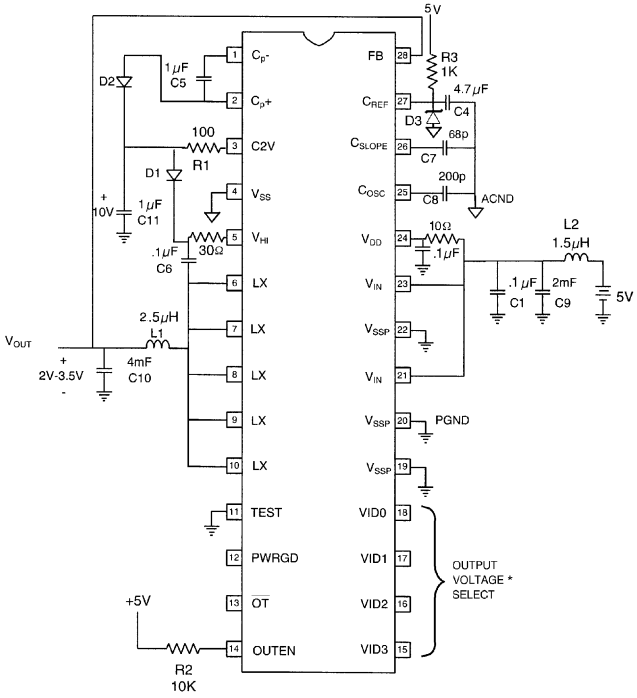 5V
1 Cp- FB 28
1µF
C5
D2
R3
1K
4.7µF
C4
2 Cp+ CREF 27
D3
100
R1
3 C2V CSLOPE 26
68p
C7
D1
200p
C8
4 VSS COSC 25
ACND
+
10V
1µF
C11
30Ω
5 VHI VDD 24
10Ω
.1µF
L2
1.5µH
.1µF
C6
6 LX VIN 23
.1µF
C1
2mF
C9
5V
2.5µH
L1
7 LX VSSP 22
VOUT
+
2V-3.5V
-
4mF
C10
8 LX VIN 21
9 LX VSSP 20
PGND
10 LX VSSP 19
11 TEST VID0 18
12 PWRGD VID1 17
OUTPUT
VOLTAGE *
SELECT
13 OT VID2 16
+5V
14 OUTEN VID3 15
R2
10K